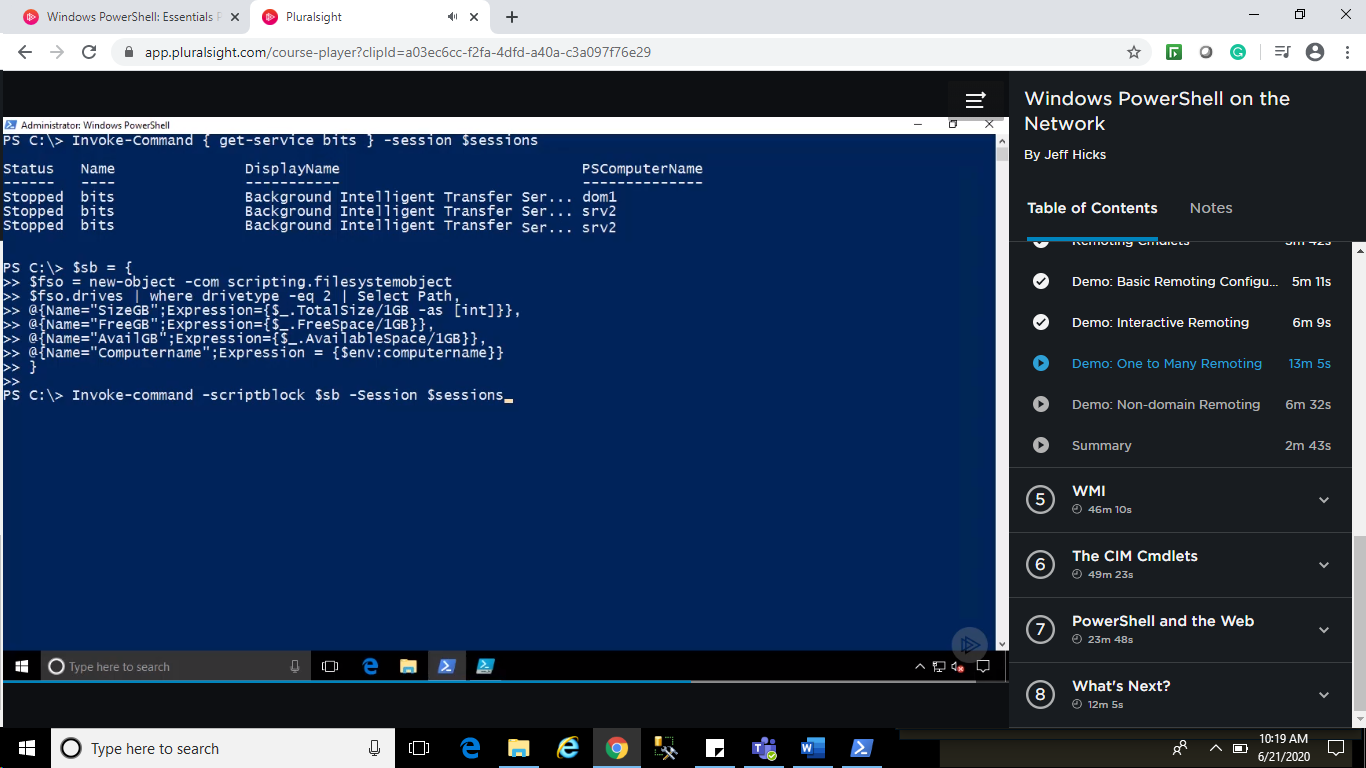 Windows PowerShell: Essentials P
Pluralsight
app.pluralsight.com/course-player?clipId=a03ec6cc-f2fa-4dfd-a40a-c3a097f76e29
Administrator: Windows PowerShell
PS C:\> Invoke-Command { get-service bits } -session $sessions
Status Name DisplayName PSComputerName
------ ---- ----------- --------------
Stopped bits Background Intelligent Transfer Ser... dom1
Stopped bits Background Intelligent Transfer Ser... srv2
Stopped bits Background Intelligent Transfer Ser... srv2
PS C:\> $sb = {
>> $fso = new-object -com scripting.filesystemobject
>> $fso.drives | where drivetype -eq 2 | Select Path,
>> @{Name="SizeGB";Expression={$_.TotalSize/1GB -as [int]}},
>> @{Name="FreeGB";Expression={$_.FreeSpace/1GB}},
>> @{Name="AvailGB";Expression={$_.AvailableSpace/1GB}},
>> @{Name="Computername";Expression = {$env:computername}}
>> }
>>
PS C:\> Invoke-command -scriptblock $sb -Session $sessions_
Type here to search
Windows PowerShell on the
Network
By Jeff Hicks
Table of Contents Notes
Remoting Cmdlets 5m 42s
Demo: Basic Remoting Configu... 5m 11s
Demo: Interactive Remoting 6m 9s
Demo: One to Many Remoting 13m 5s
Demo: Non-domain Remoting 6m 32s
Summary 2m 43s
5 WMI
46m 10s
6 The CIM Cmdlets
49m 23s
7 PowerShell and the Web
23m 48s
8 What's Next?
12m 5s
Type here to search
10:19 AM
6/21/2020